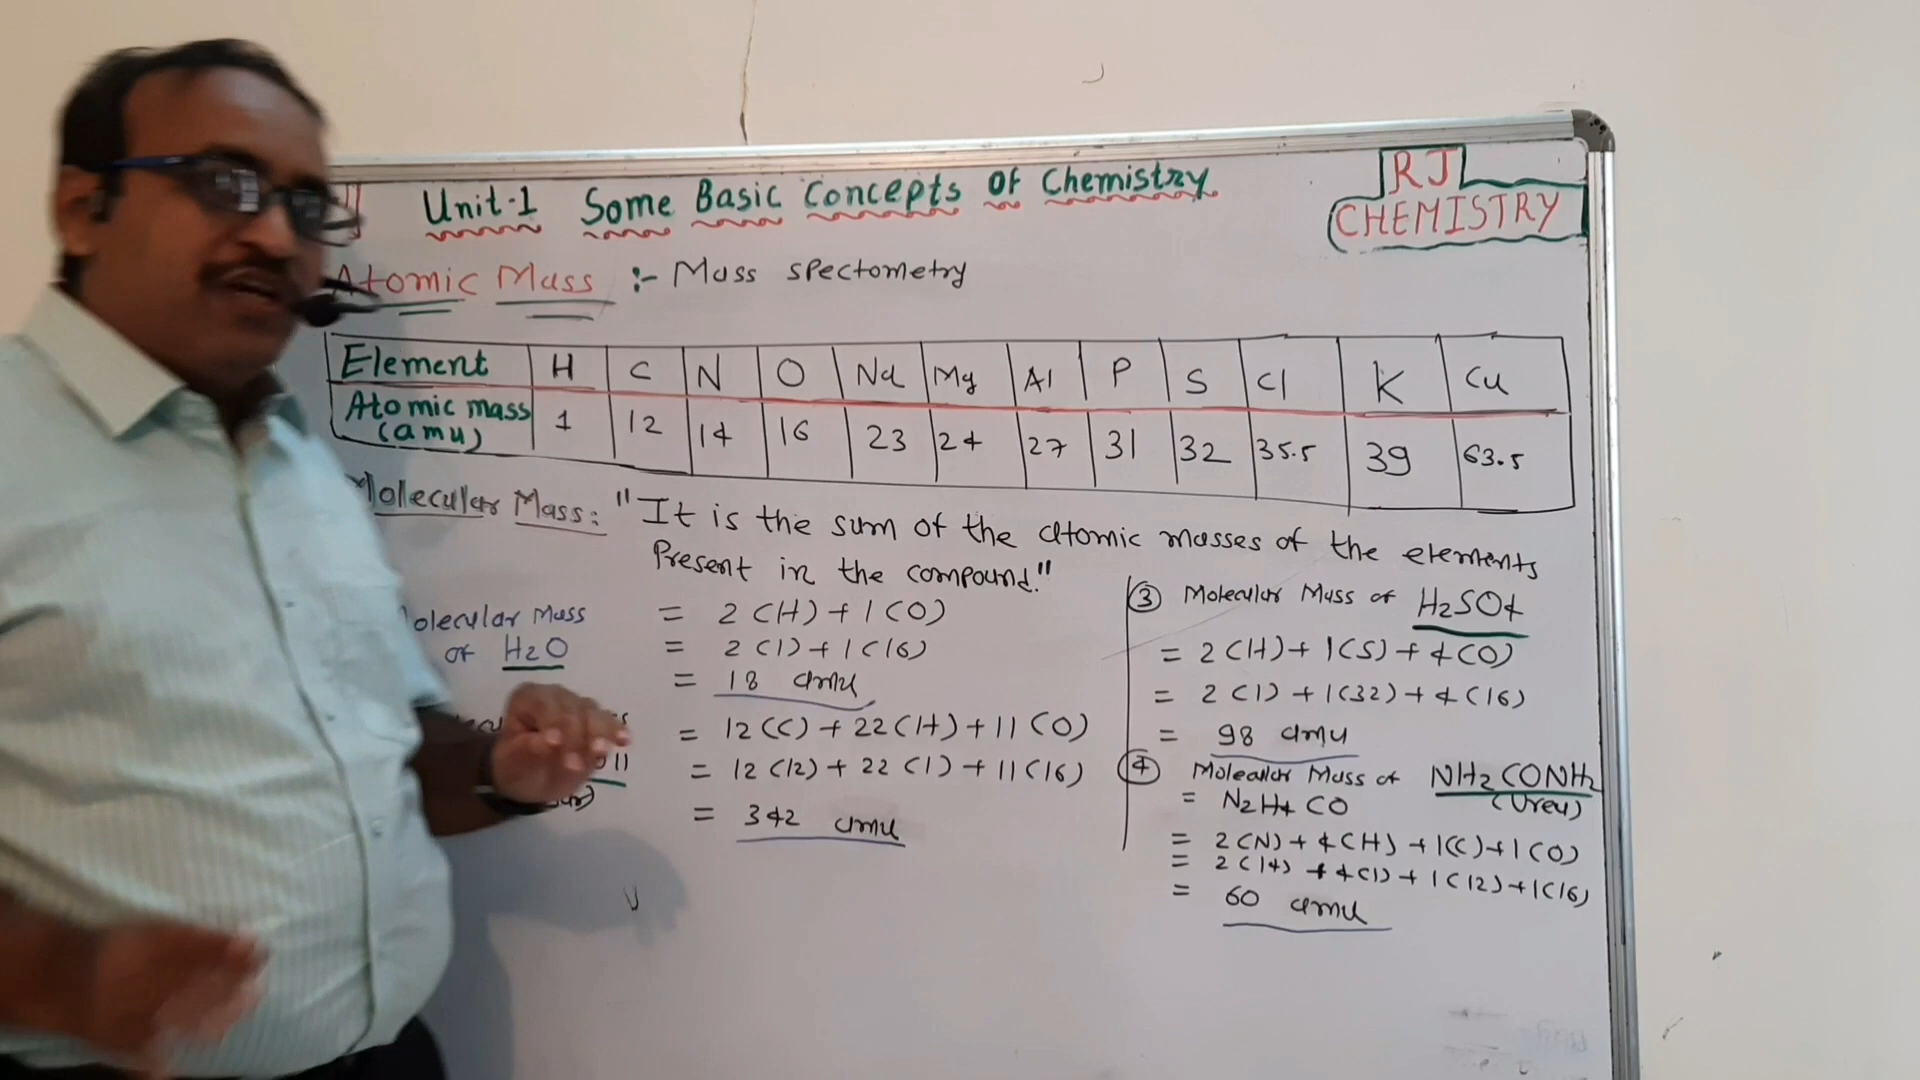 Unit-1 Some Basic Concepts Of Chemistry
RJ
CHEMISTRY
Atomic Mass :- Mass spectometry
Element H C N O Na Mg Al P S Cl K Cu
Atomic mass (amu) 1 12 14 16 23 24 27 31 32 35.5 39 63.5
Molecular Mass: "It is the sum of the atomic masses of the elements
Present in the compound."
olecular Mass
of H2O
= 2(H)+1(O)
= 2(1)+1(16)
= 18 amu
= 12(C)+22(H)+11(O)
= 12(12)+22(1)+11(16)
= 342 amu
③ Molecular Mass of H2SO4
= 2(H)+1(S)+4(O)
= 2(1)+1(32)+4(16)
= 98 amu
④ Molecular Mass of NH2CONH2
(Urea)
= N2H4CO
= 2(N)+4(H)+1(C)+1(O)
= 2(14)+4(1)+1(12)+1(16)
= 60 amu